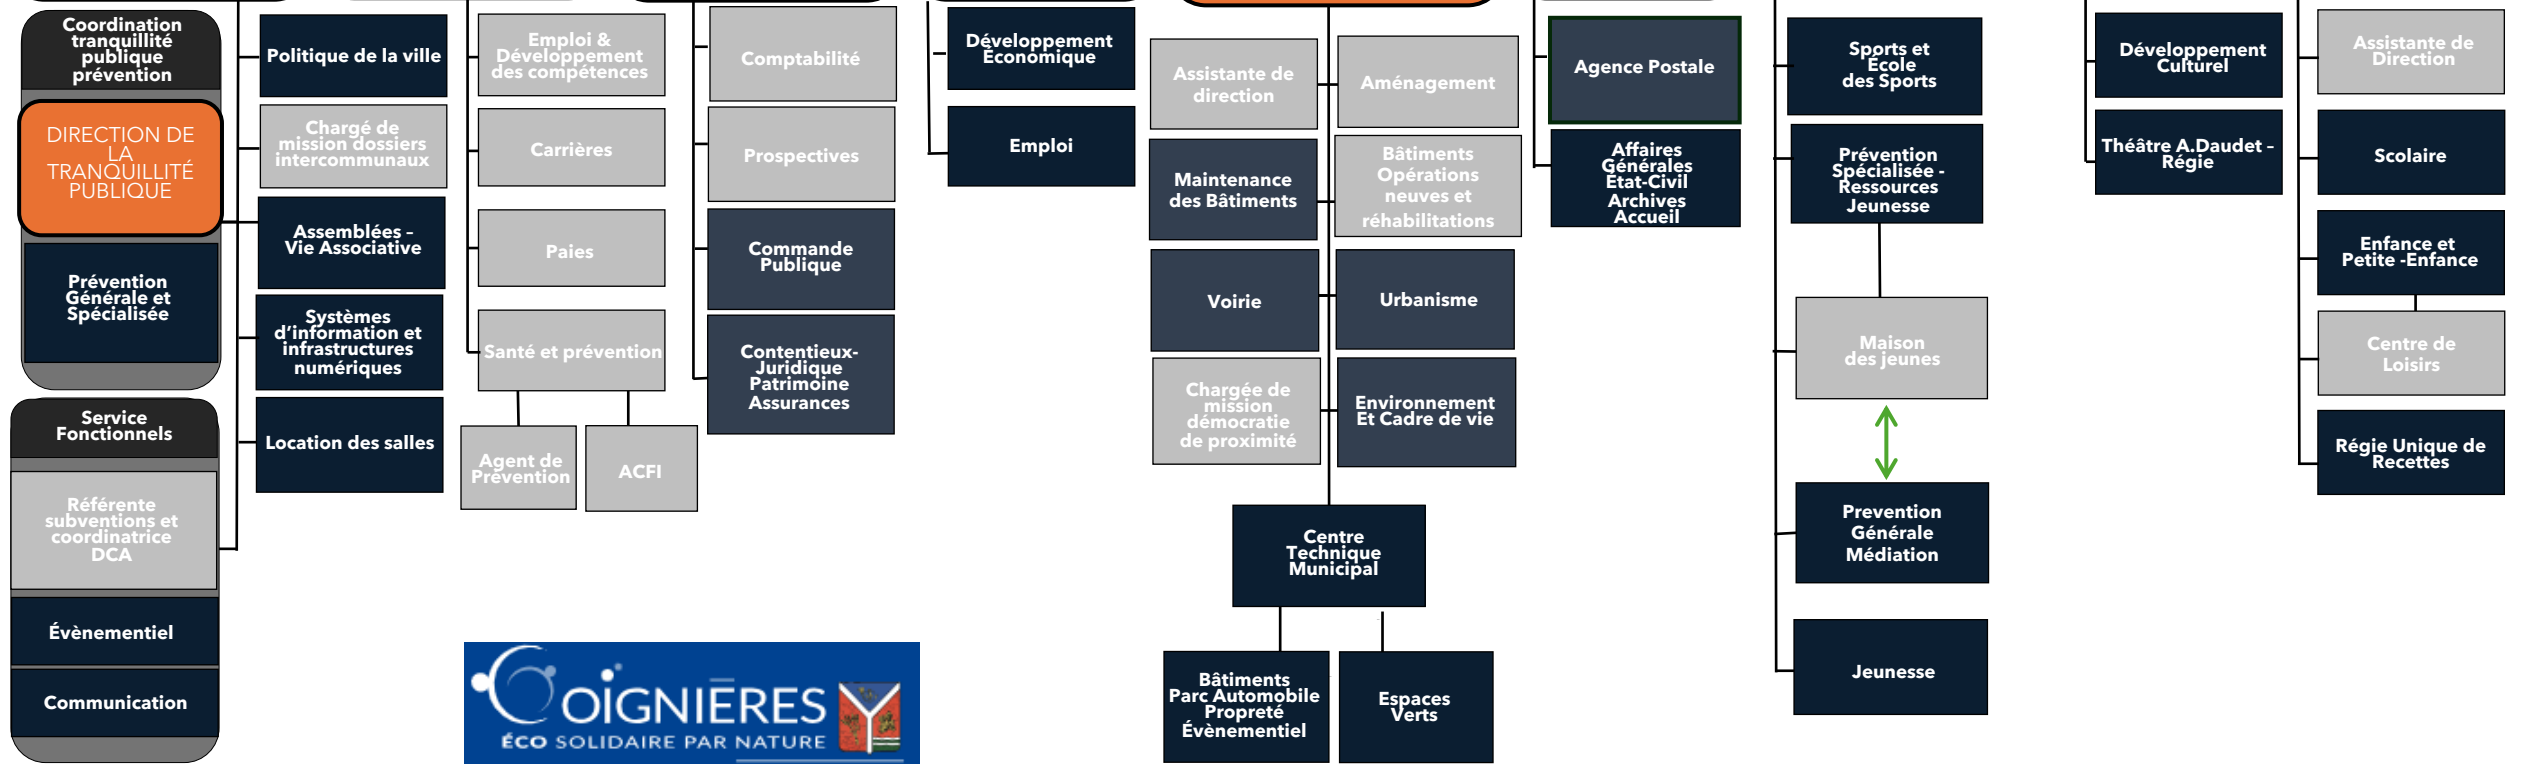 Coordination
tranquillité
publique
prévention
DIRECTION DE
LA
TRANQUILLITÉ
PUBLIQUE
Prévention
Générale et
Spécialisée
Service
Fonctionnels
Référente
subventions et
coordinatrice
DCA
Évènementiel
Communication
Politique de la ville
Chargé de
mission dossiers
intercommunaux
Assemblées –
Vie Associative
Systèmes
d’information et
infrastructures
numériques
Location des salles
Emploi &
Développement
des compétences
Carrières
Paies
Santé et prévention
Agent de
Prévention
ACFI
Comptabilité
Prospectives
Commande
Publique
Contentieux-
Juridique
Patrimoine
Assurances
Développement
Économique
Emploi
Assistante de
direction
Aménagement
Maintenance
des Bâtiments
Bâtiments
Opérations
neuves et
réhabilitations
Voirie
Urbanisme
Chargée de
mission
démocratie
de proximité
Environnement
Et Cadre de vie
Centre
Technique
Municipal
Bâtiments
Parc Automobile
Propreté
Évènementiel
Espaces
Verts
Agence Postale
Affaires
Générales
État-Civil
Archives
Accueil
Sports et
École
des Sports
Prévention
Spécialisée -
Ressources
Jeunesse
Maison
des jeunes
Prevention
Générale
Médiation
Jeunesse
Développement
Culturel
Théâtre A.Daudet –
Régie
Assistante de
Direction
Scolaire
Enfance et
Petite -Enfance
Centre de
Loisirs
Régie Unique de
Recettes
COIGNIÈRES
ÉCO SOLIDAIRE PAR NATURE